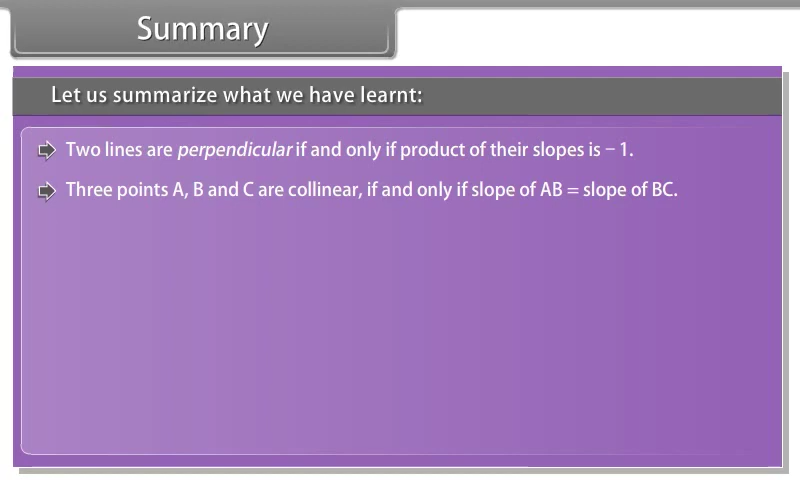 Summary
Let us summarize what we have learnt:
Two lines are perpendicular if and only if product of their slopes is – 1.
Three points A, B and C are collinear, if and only if slope of AB = slope of BC.